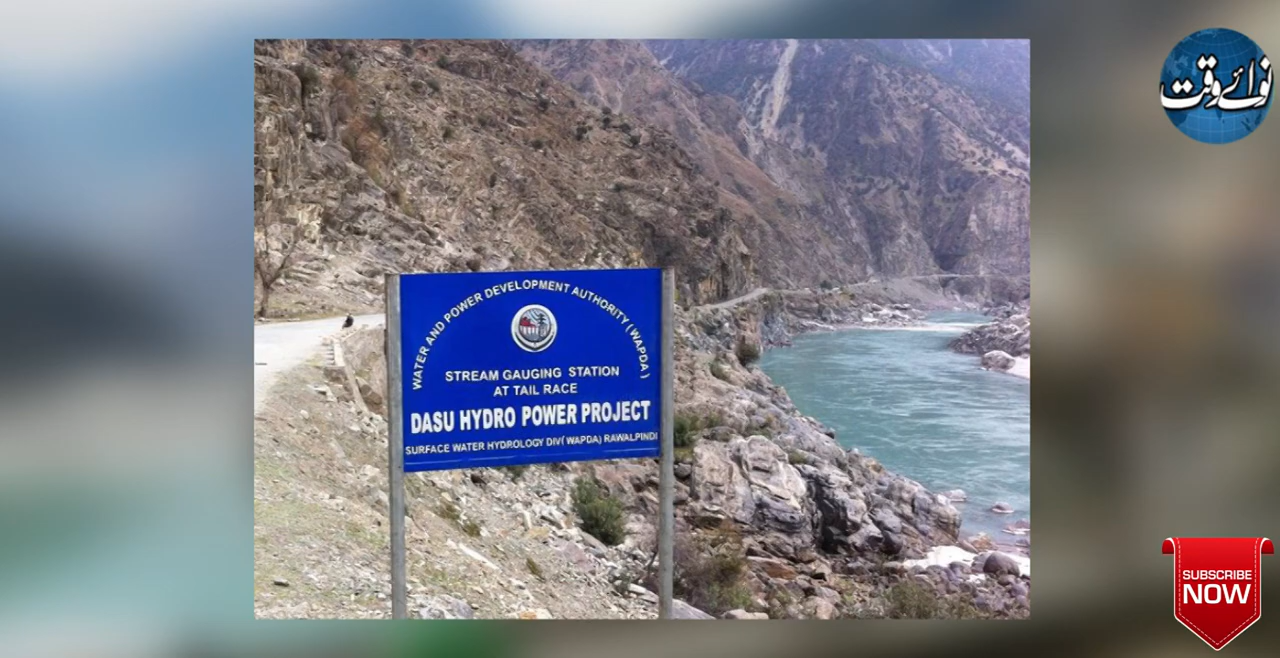 نوائے وقت
WATER AND POWER DEVELOPMENT AUTHORITY (WAPDA)
STREAM GAUGING STATION
AT TAIL RACE
DASU HYDRO POWER PROJECT
SURFACE WATER HYDROLOGY DIV(WAPDA) RAWALPINDI
SUBSCRIBE
NOW